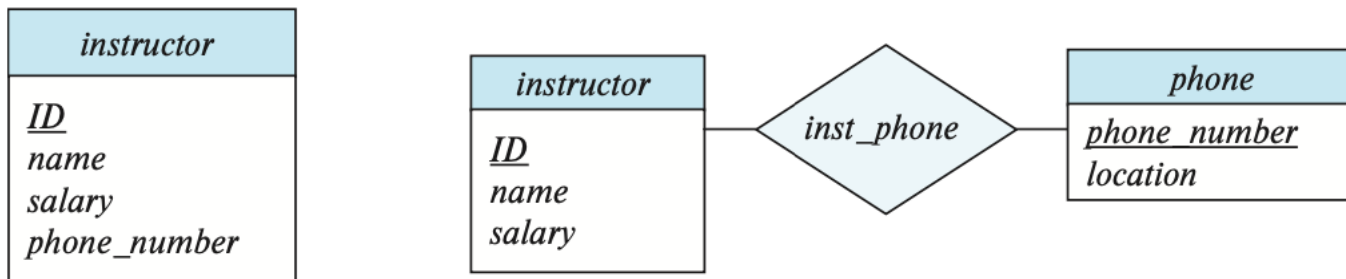 instructor
ID
name
salary
phone_number
instructor
ID
name
salary
inst_phone
phone
phone_number
location